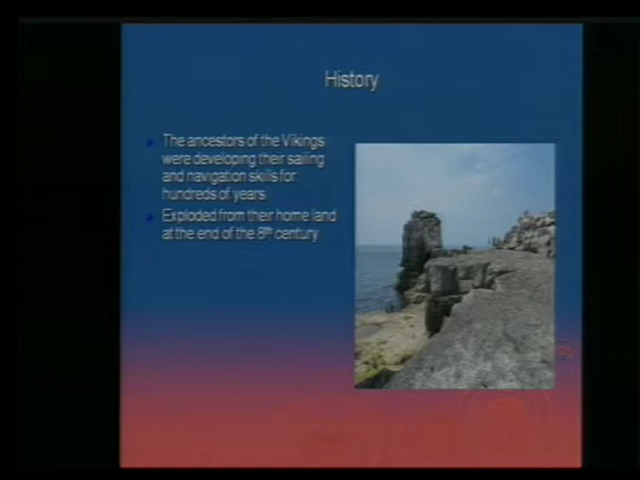 History
The ancestors of the Vikings
were developing their sailing
and navigation skills for
hundreds of years
Exploded from their home land
at the end of the 8th century